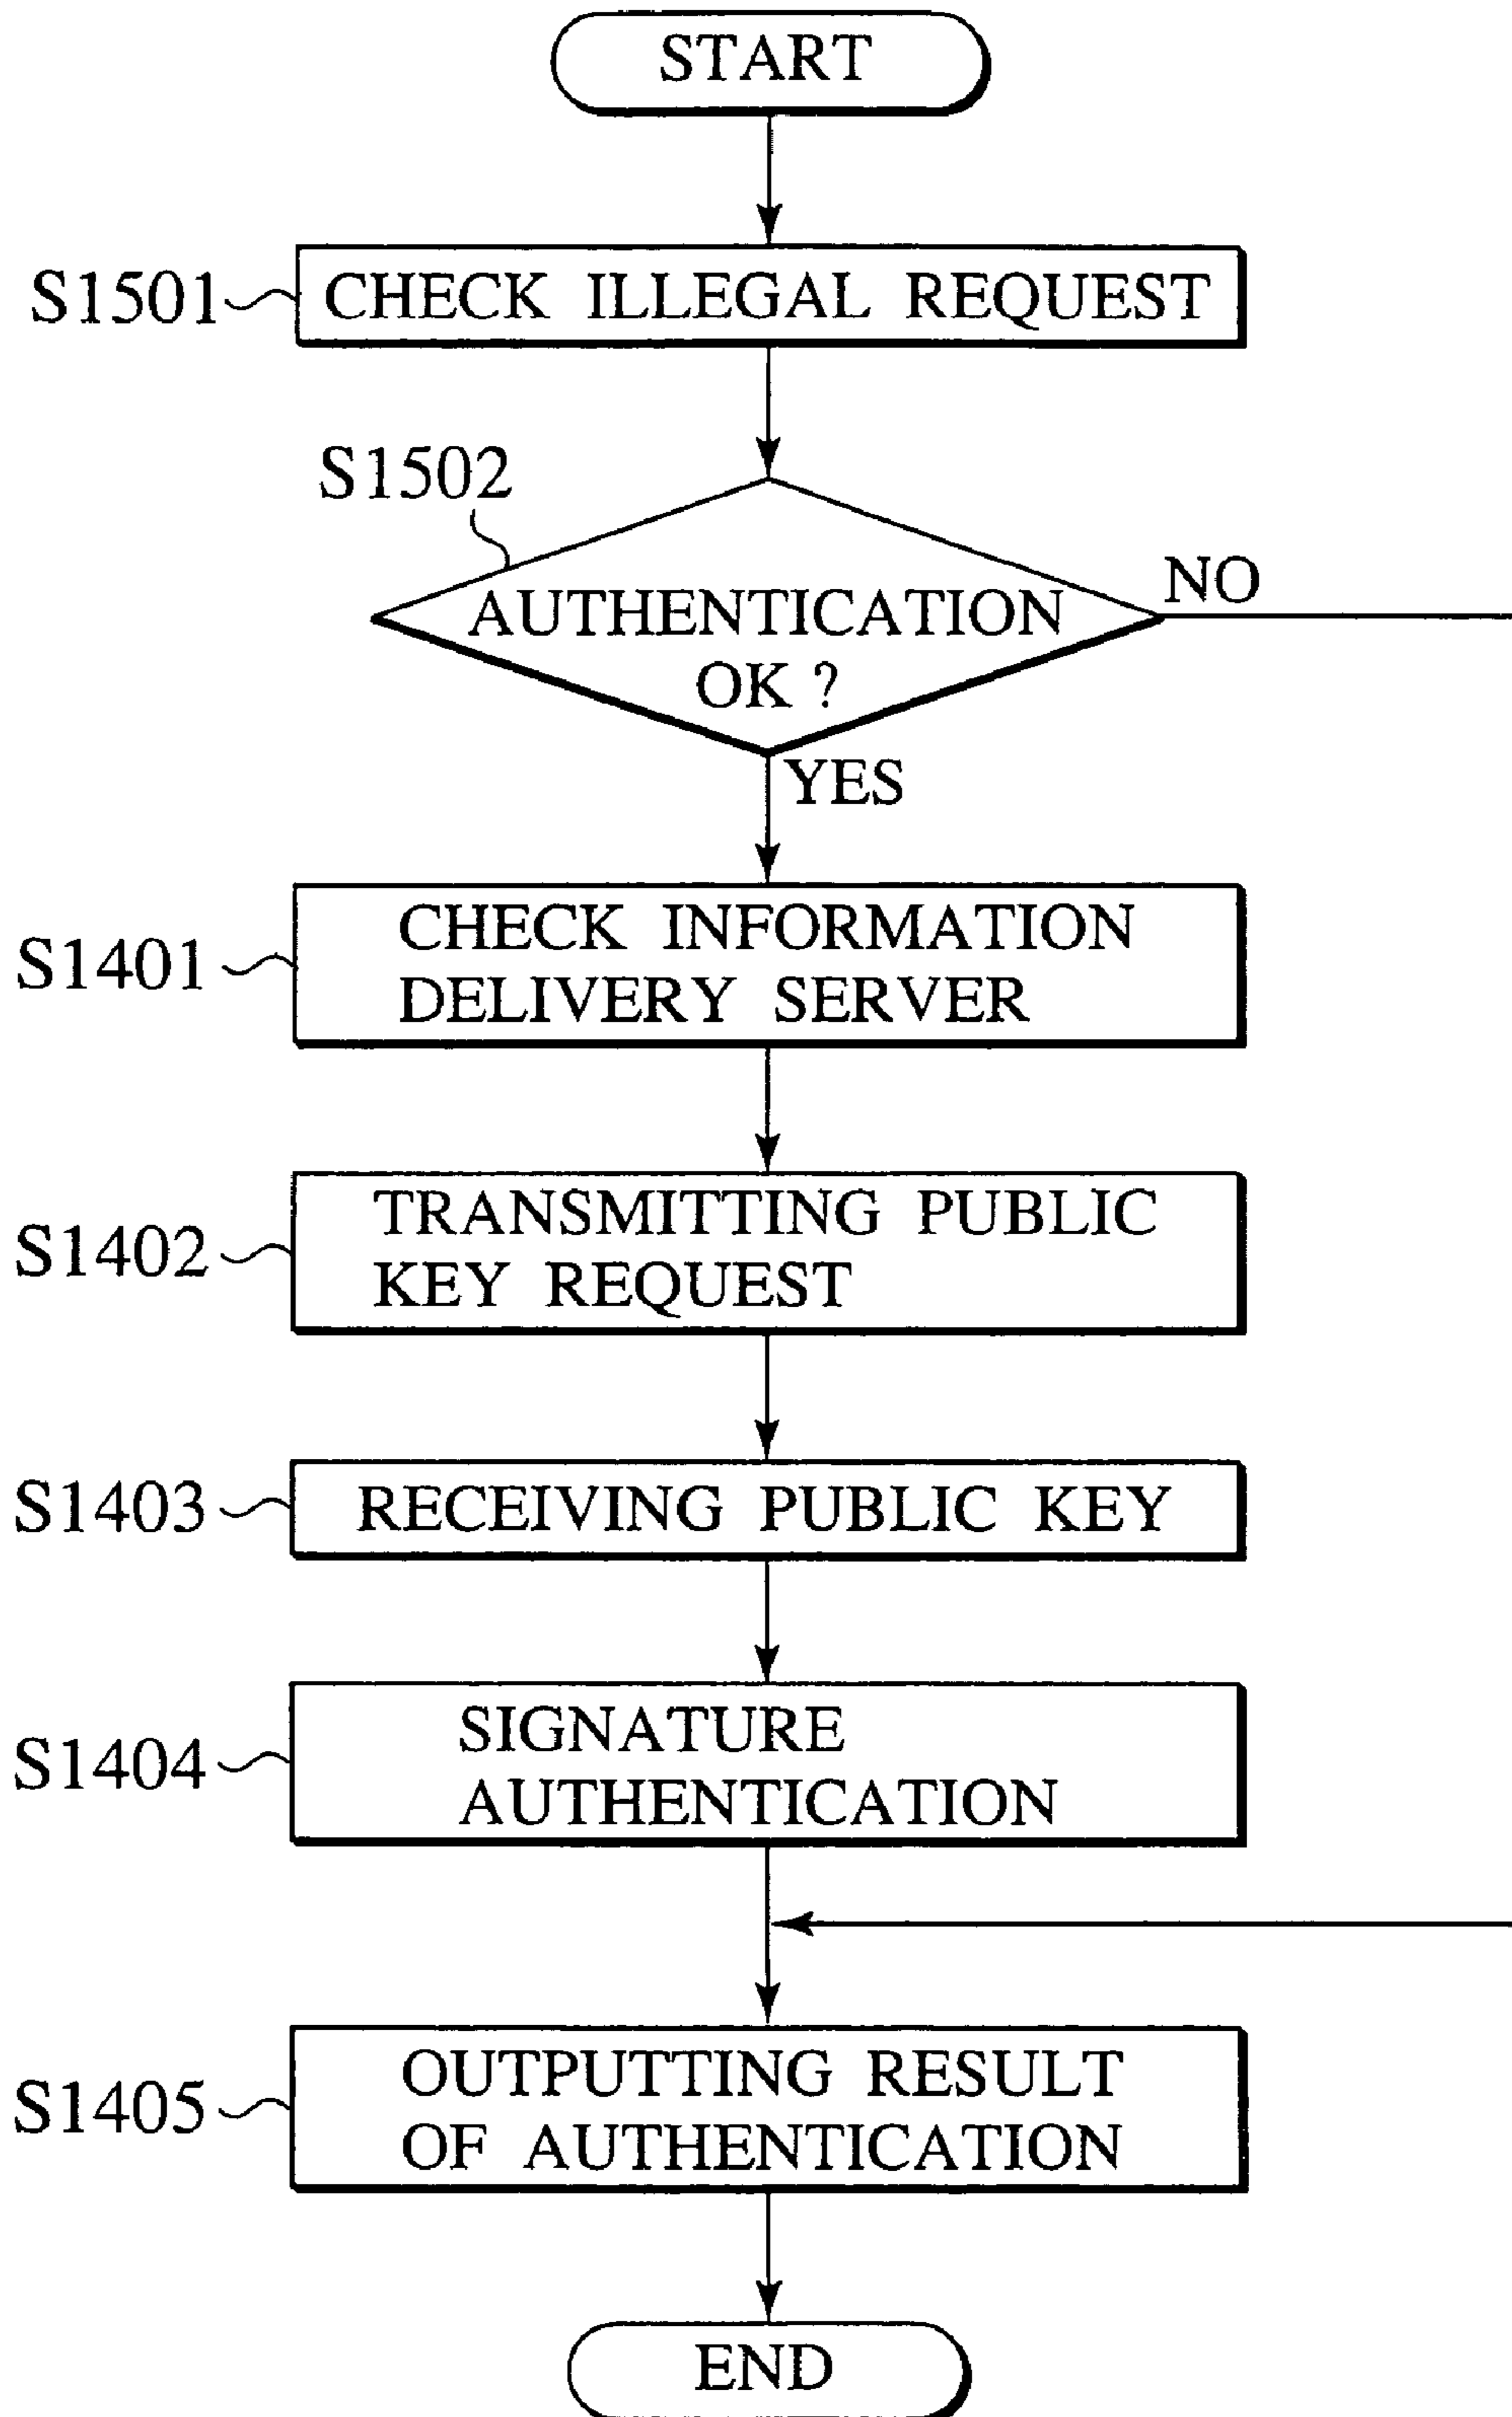 START
S1501
CHECK ILLEGAL REQUEST
S1502
AUTHENTICATION
OK ?
NO
YES
S1401
CHECK INFORMATION
DELIVERY SERVER
S1402
TRANSMITTING PUBLIC
KEY REQUEST
S1403
RECEIVING PUBLIC KEY
S1404
SIGNATURE
AUTHENTICATION
S1405
OUTPUTTING RESULT
OF AUTHENTICATION
END